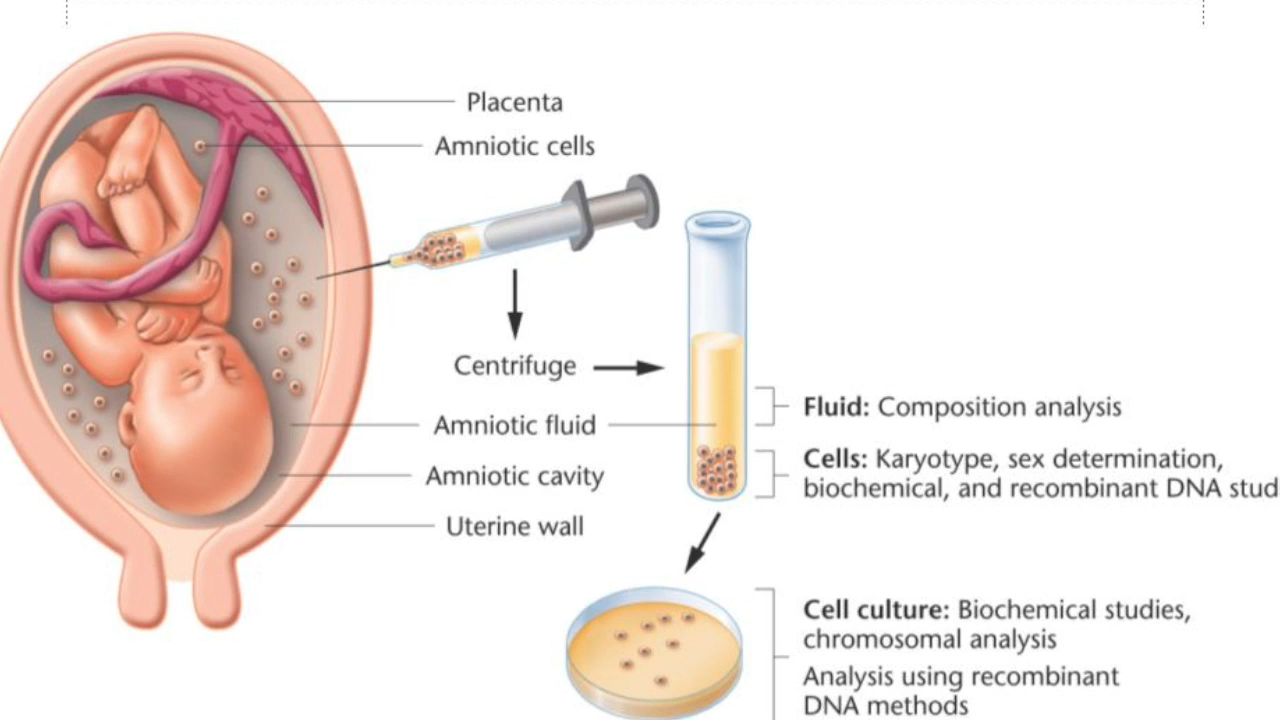 Placenta
Amniotic cells
Centrifuge
Amniotic fluid
Amniotic cavity
Uterine wall
Fluid: Composition analysis
Cells: Karyotype, sex determination,
biochemical, and recombinant DNA stud
Cell culture: Biochemical studies,
chromosomal analysis
Analysis using recombinant
DNA methods